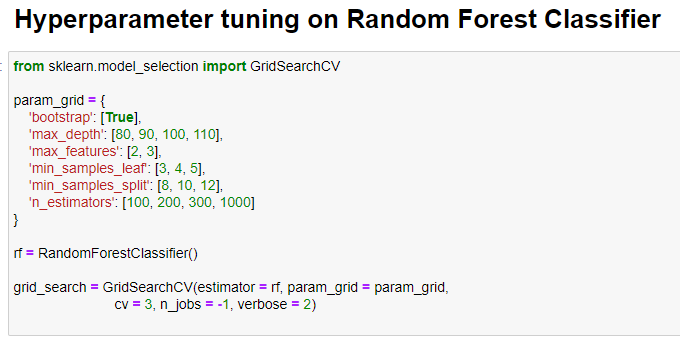 Hyperparameter tuning on Random Forest Classifier
from sklearn.model_selection import GridSearchCV
param_grid = {
    'bootstrap': [True],
    'max_depth': [80, 90, 100, 110],
    'max_features': [2, 3],
    'min_samples_leaf': [3, 4, 5],
    'min_samples_split': [8, 10, 12],
    'n_estimators': [100, 200, 300, 1000]
}
rf = RandomForestClassifier()
grid_search = GridSearchCV(estimator = rf, param_grid = param_grid,
                          cv = 3, n_jobs = -1, verbose = 2)